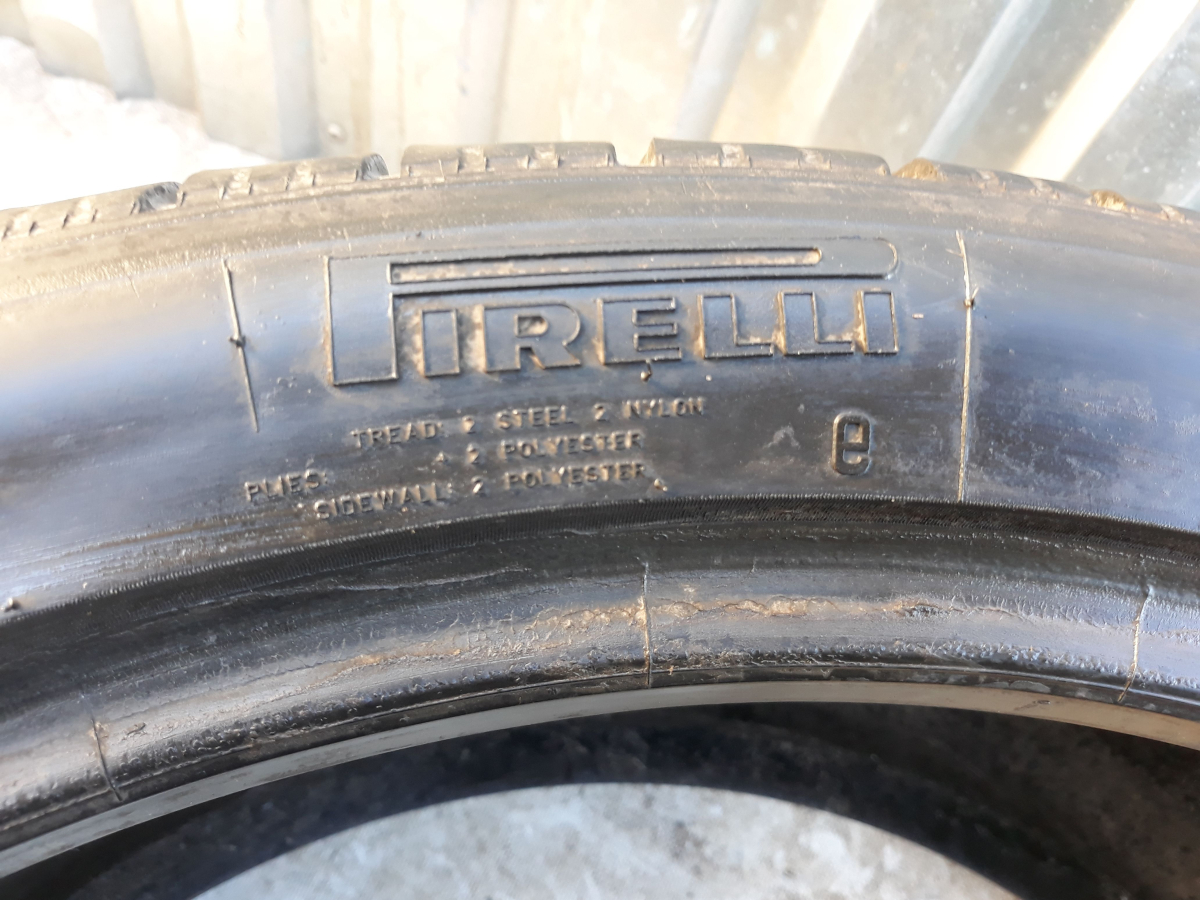 PIRELLI
TREAD: 2 STEEL 2 NYLON
+ 2 POLYESTER
PLIES:
SIDEWALL: 2 POLYESTER
e